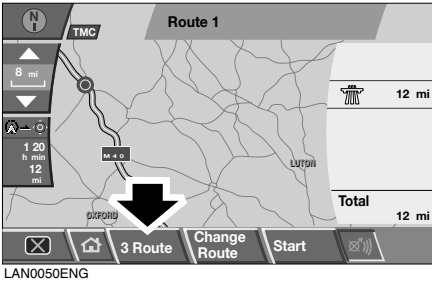 N
TMC
Route 1
8 mi
12 mi
1 20
h min
12
mi
M40
LUTON
OXFORD
Total
12 mi
3 Route
Change
Route
Start
LAN0050ENG